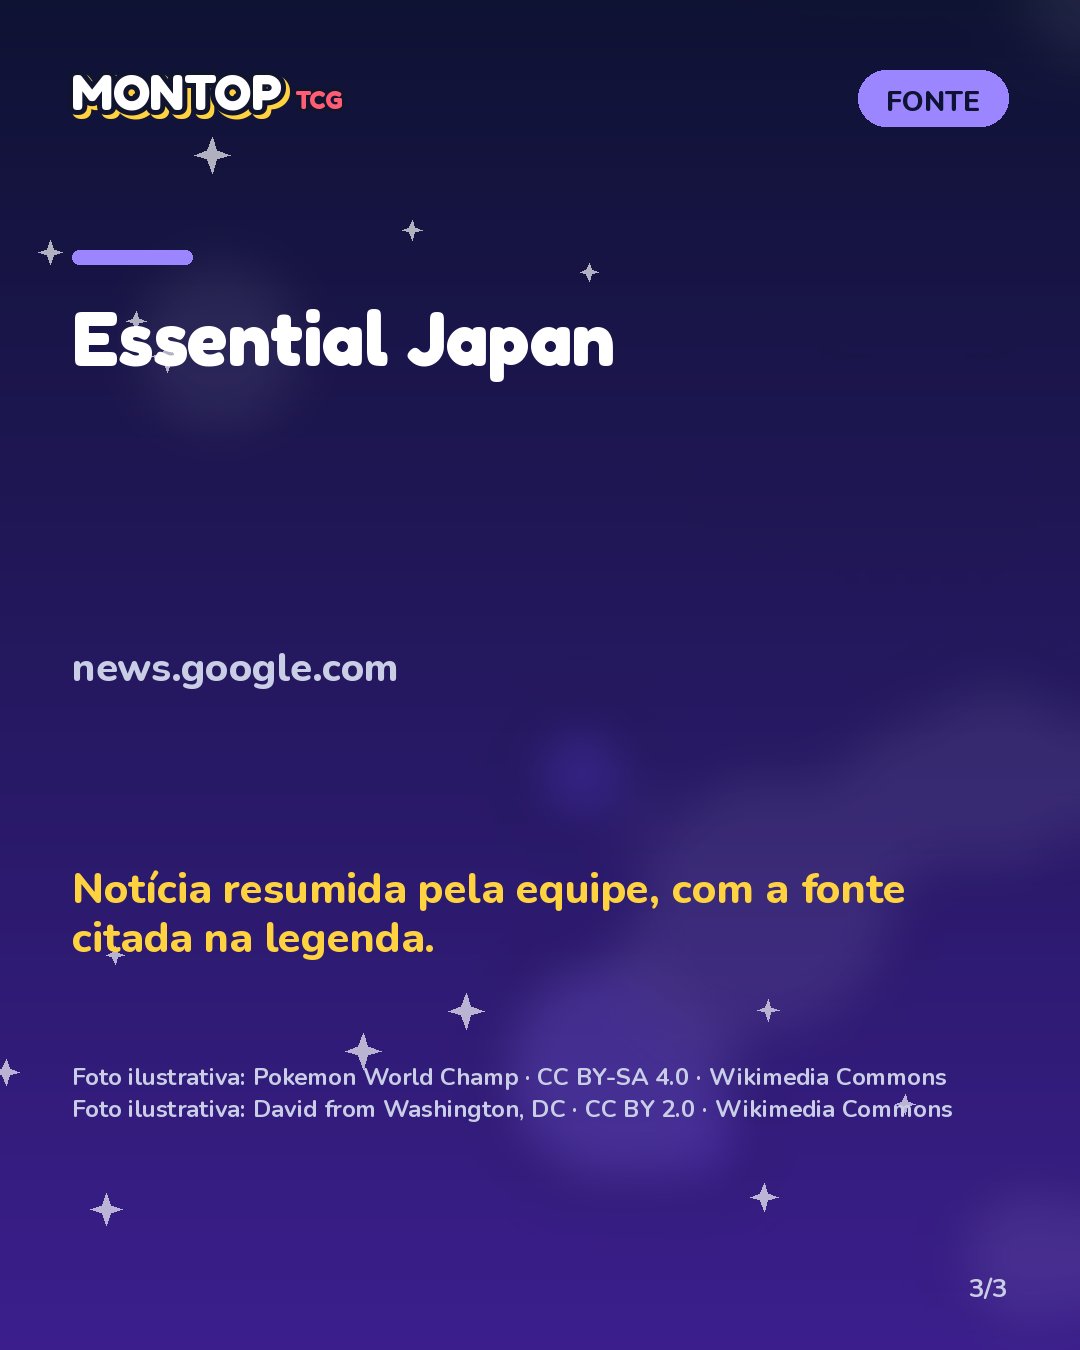 MONTOP TCG
FONTE
Essential Japan
news.google.com
Notícia resumida pela equipe, com a fonte
citada na legenda.
Foto ilustrativa: Pokemon World Champ · CC BY-SA 4.0 · Wikimedia Commons
Foto ilustrativa: David from Washington, DC · CC BY 2.0 · Wikimedia Commons
3/3